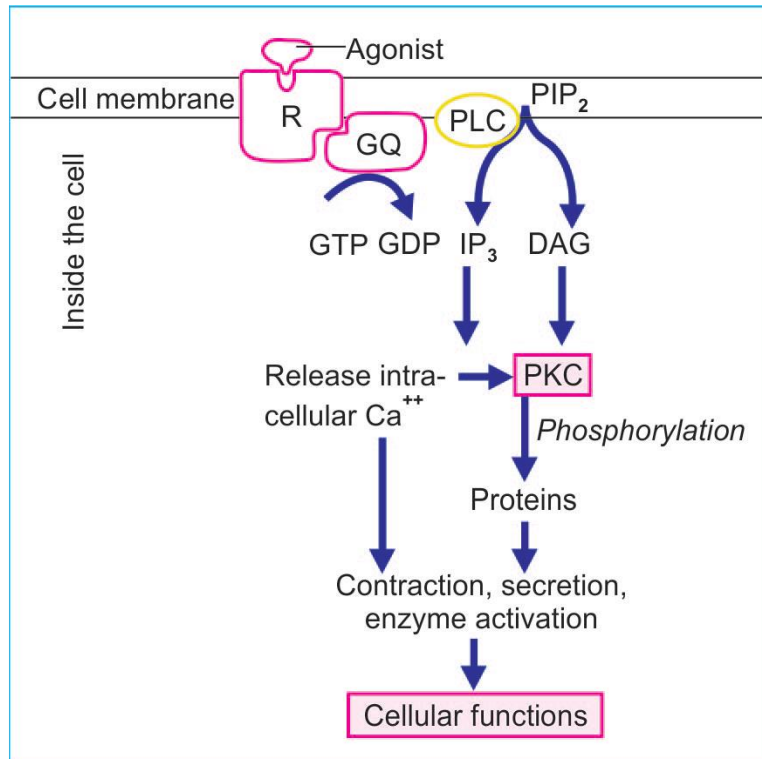 Agonist
Cell membrane
R
GQ
PLC
PIP₂
Inside the cell
GTP GDP IP₃ DAG
Release intra-
cellular Ca⁺⁺
PKC
Phosphorylation
Proteins
Contraction, secretion,
enzyme activation
Cellular functions